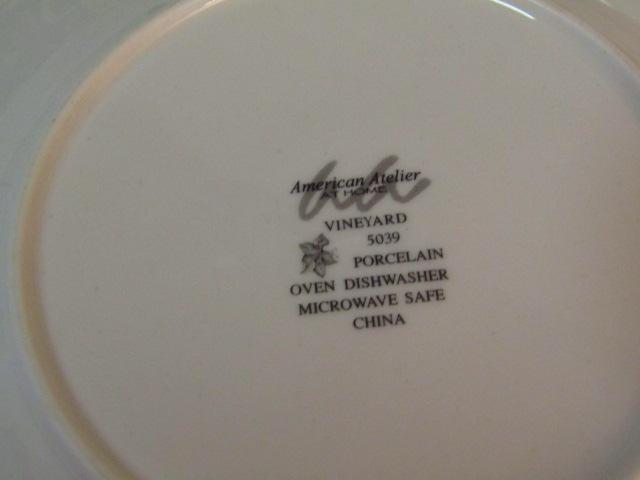 American Atelier
AT HOME
VINEYARD
5039
PORCELAIN
OVEN DISHWASHER
MICROWAVE SAFE
CHINA